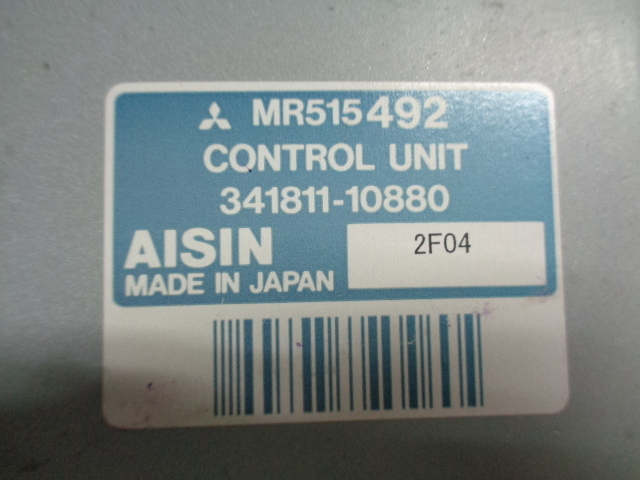 MR515492
CONTROL UNIT
341811-10880
AISIN
2F04
MADE IN JAPAN